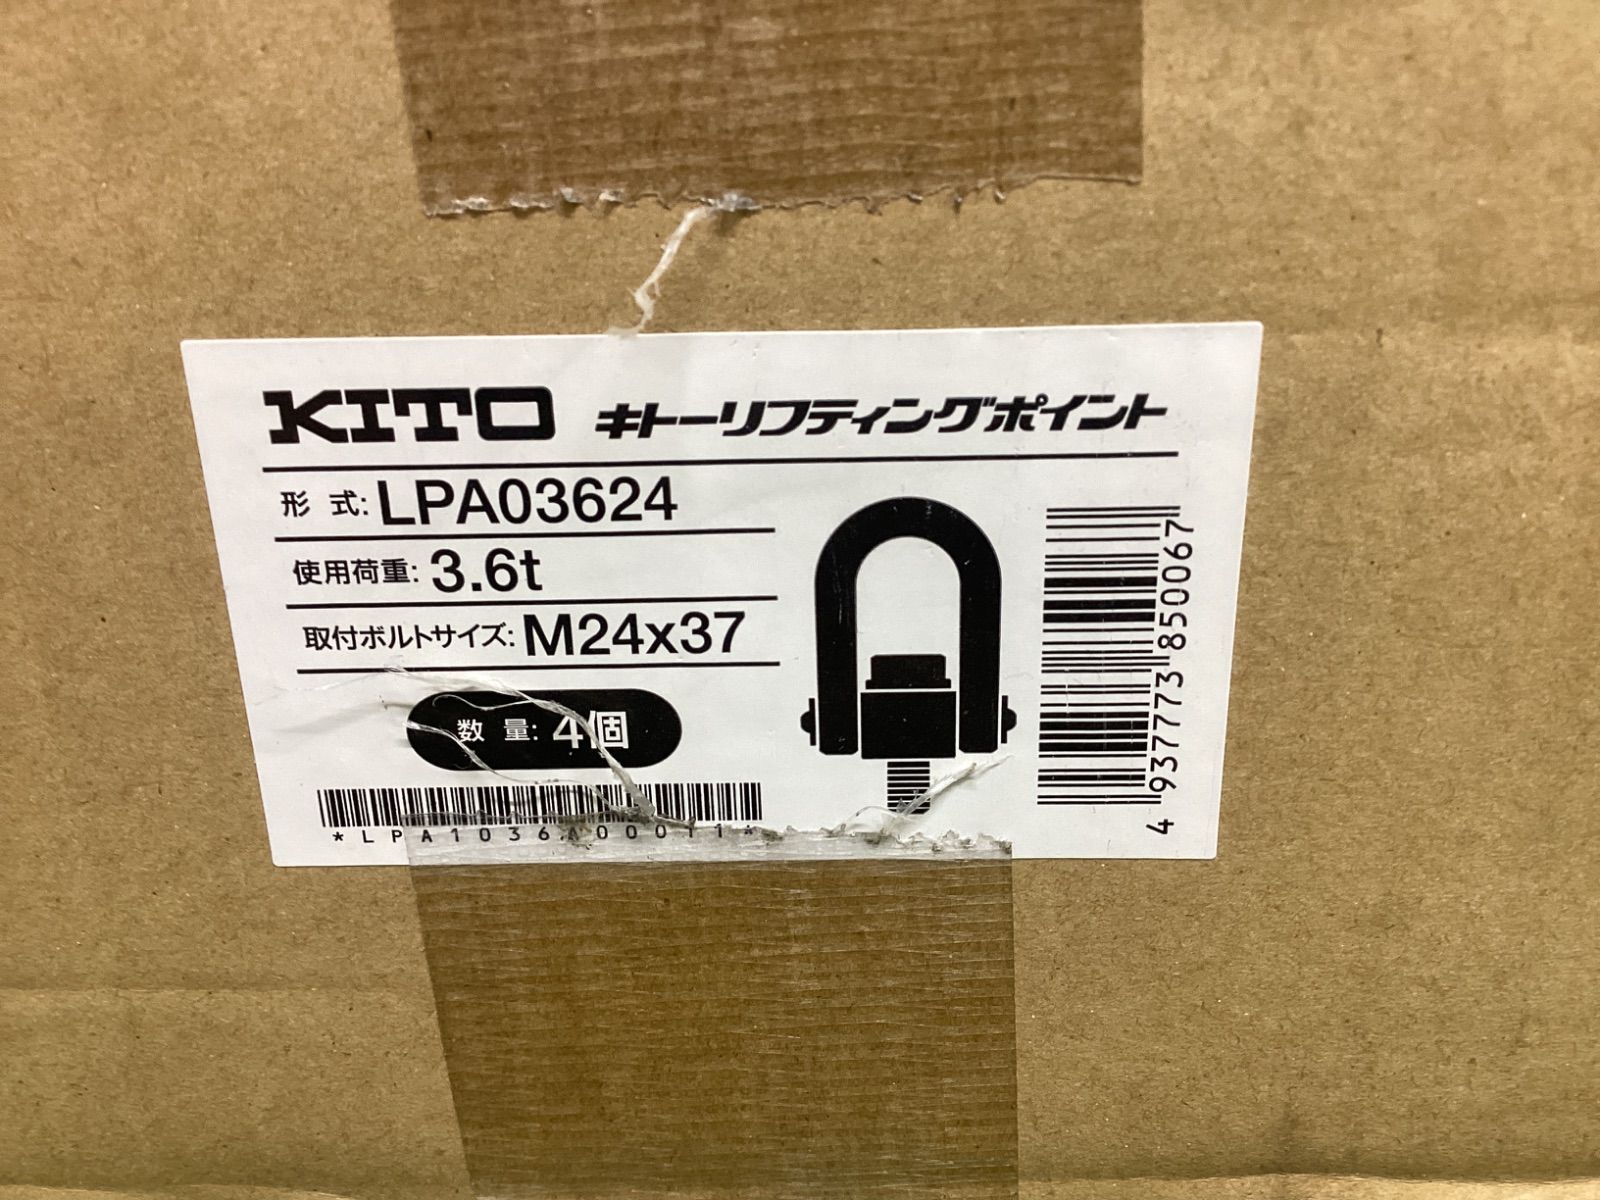 KITO キトーリフティングポイント
形 式: LPA03624
使用荷重: 3.6t
取付ボルトサイズ: M24x37
数 量: 4個
*LPA1036A00011*
4 937773 850067